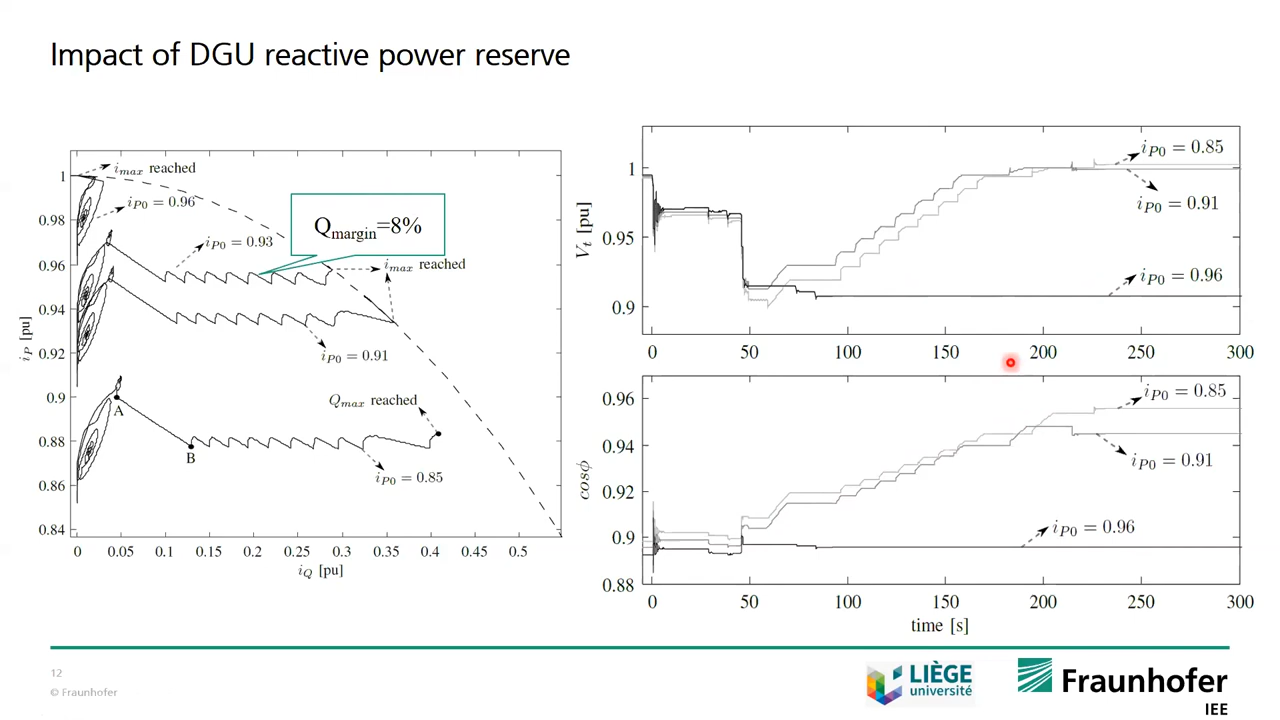 Impact of DGU reactive power reserve
i_max reached
1
i_P0 = 0.96
0.98
i_P0 = 0.93
Q_margin=8%
0.96
i_max reached
0.94
i_P [pu]
0.92
i_P0 = 0.91
0.9
A
Q_max reached
0.88
B
i_P0 = 0.85
0.86
0.84
0 0.05 0.1 0.15 0.2 0.25 0.3 0.35 0.4 0.45 0.5
i_Q [pu]
i_P0 = 0.85
1
i_P0 = 0.91
V_t [pu]
0.95
i_P0 = 0.96
0.9
0 50 100 150 200 250 300
0.96
i_P0 = 0.85
0.94
i_P0 = 0.91
cosϕ
0.92
i_P0 = 0.96
0.9
0.88
0 50 100 150 200 250 300
time [s]
12
© Fraunhofer
LIÈGE
université
Fraunhofer
IEE